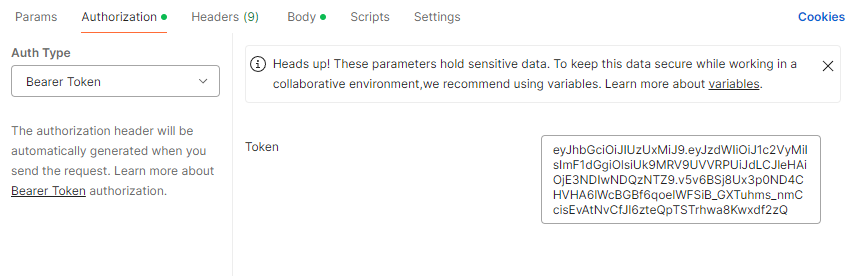 Params Authorization Headers (9) Body Scripts Settings Cookies
Auth Type
Bearer Token
Heads up! These parameters hold sensitive data. To keep this data secure while working in a
collaborative environment,we recommend using variables. Learn more about variables.
The authorization header will be
automatically generated when you
send the request. Learn more about
Bearer Token authorization.
Token
eyJhbGciOiJIUzUxMiJ9.eyJzdWIiOiJ1c2VyMiI
sImF1dGgiOlsiUk9MRV9UVVRPUiJdLCJleHAi
OjE3NDIwNDQzNTZ9.v5v6BSj8Ux3p0ND4C
HVHA6lWcBGBf6qoelWFSiB_GXTuhms_nmC
cisEvAtNvCfJl6zteQpTSTrhwa8Kwxdf2zQ